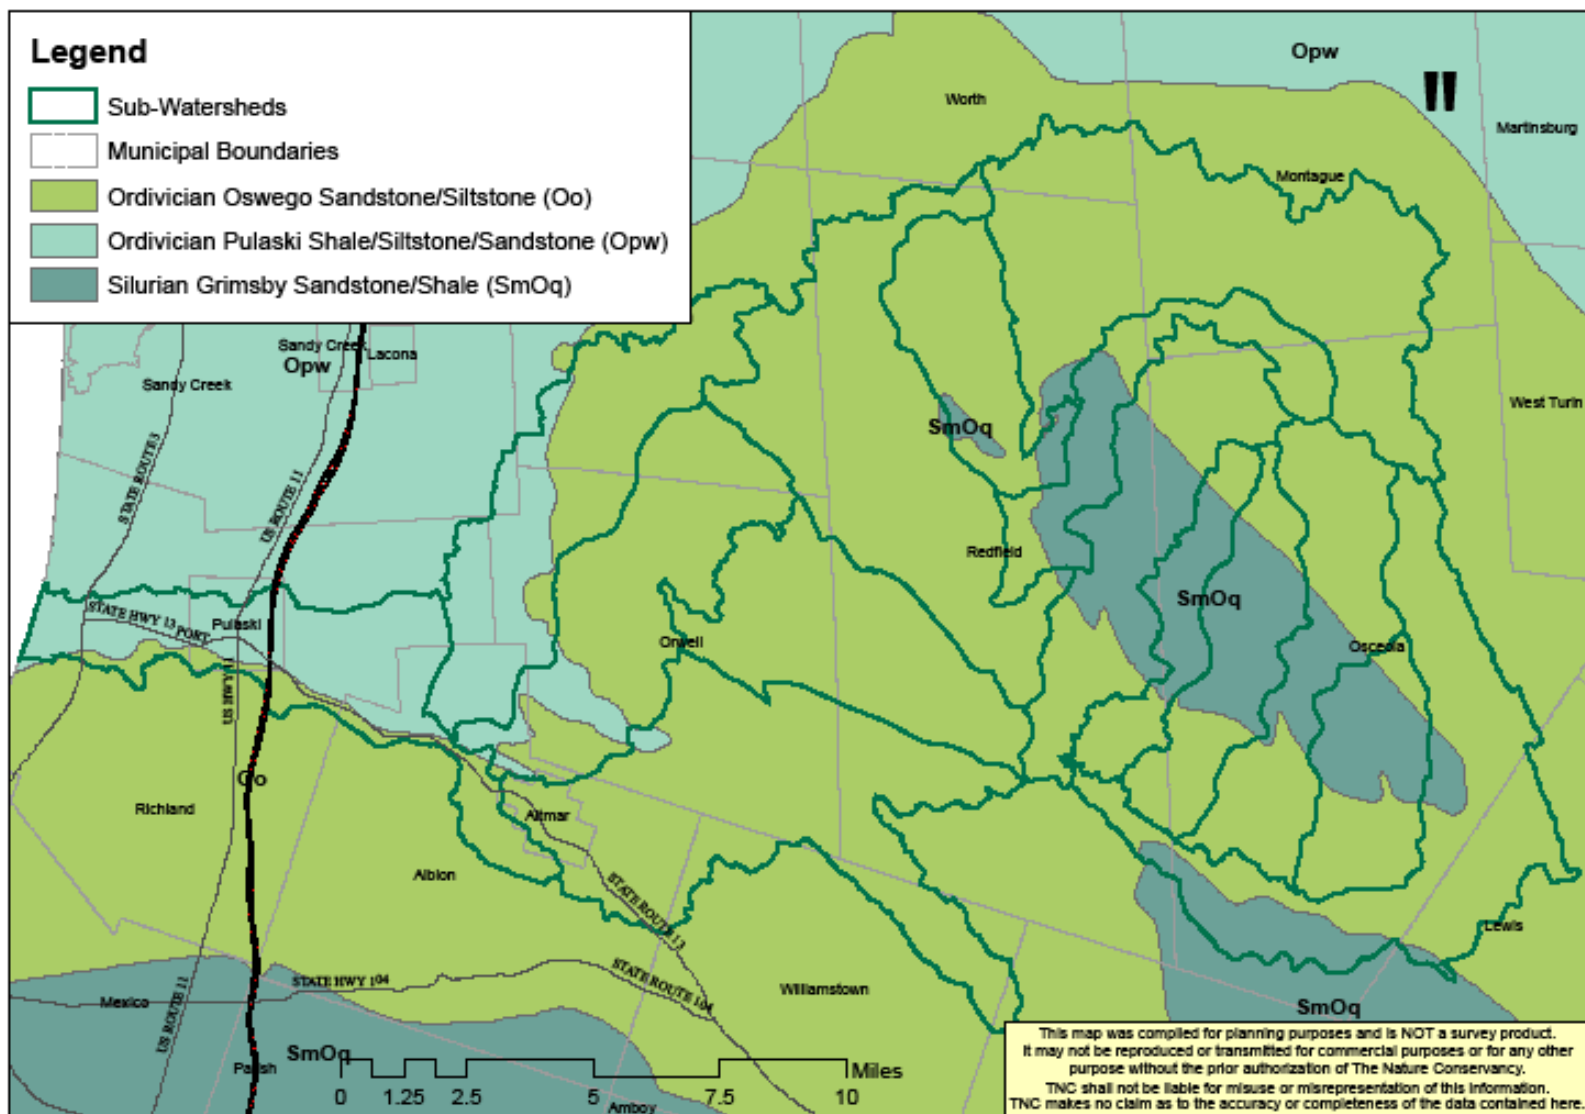 Legend
Sub-Watersheds
Municipal Boundaries
Ordivician Oswego Sandstone/Siltstone (Oo)
Ordivician Pulaski Shale/Siltstone/Sandstone (Opw)
Silurian Grimsby Sandstone/Shale (SmOq)
Opw
"
Worth
Martinsburg
Montague
Sandy Creek
Lacona
Opw
Sandy Creek
West Turin
SmOq
STATE ROUTE 3
US ROUTE 11
Redfield
SmOq
STATE HWY 13
PORT
Pulaski
Orwell
Osceola
Oo
Richland
Altmar
Albion
STATE ROUTE 13
Lewis
STATE HWY 104
STATE ROUTE 104
Williamstown
Mexico
US ROUTE 11
SmOq
SmOq
Parish
Miles
0 1.25 2.5 5 7.5 10
Amboy
This map was compiled for planning purposes and is NOT a survey product.
It may not be reproduced or transmitted for commercial purposes or for any other
purpose without the prior authorization of The Nature Conservancy.
TNC shall not be liable for misuse or misrepresentation of this information.
TNC makes no claim as to the accuracy or completeness of the data contained here.